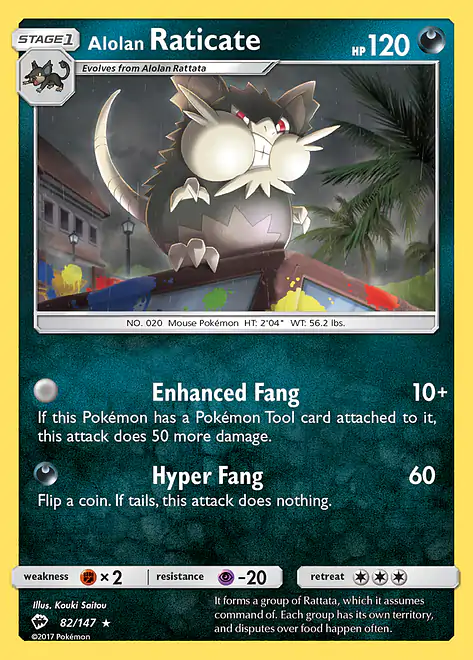 STAGE 1 Alolan Raticate HP 120
Evolves from Alolan Rattata
NO. 020 Mouse Pokémon HT: 2'04" WT: 56.2 lbs.
Enhanced Fang 10+
If this Pokémon has a Pokémon Tool card attached to it,
this attack does 50 more damage.
Hyper Fang 60
Flip a coin. If tails, this attack does nothing.
weakness × 2 resistance -20 retreat
Illus. Kouki Saitou
82/147 ★
©2017 Pokémon
It forms a group of Rattata, which it assumes
command of. Each group has its own territory,
and disputes over food happen often.